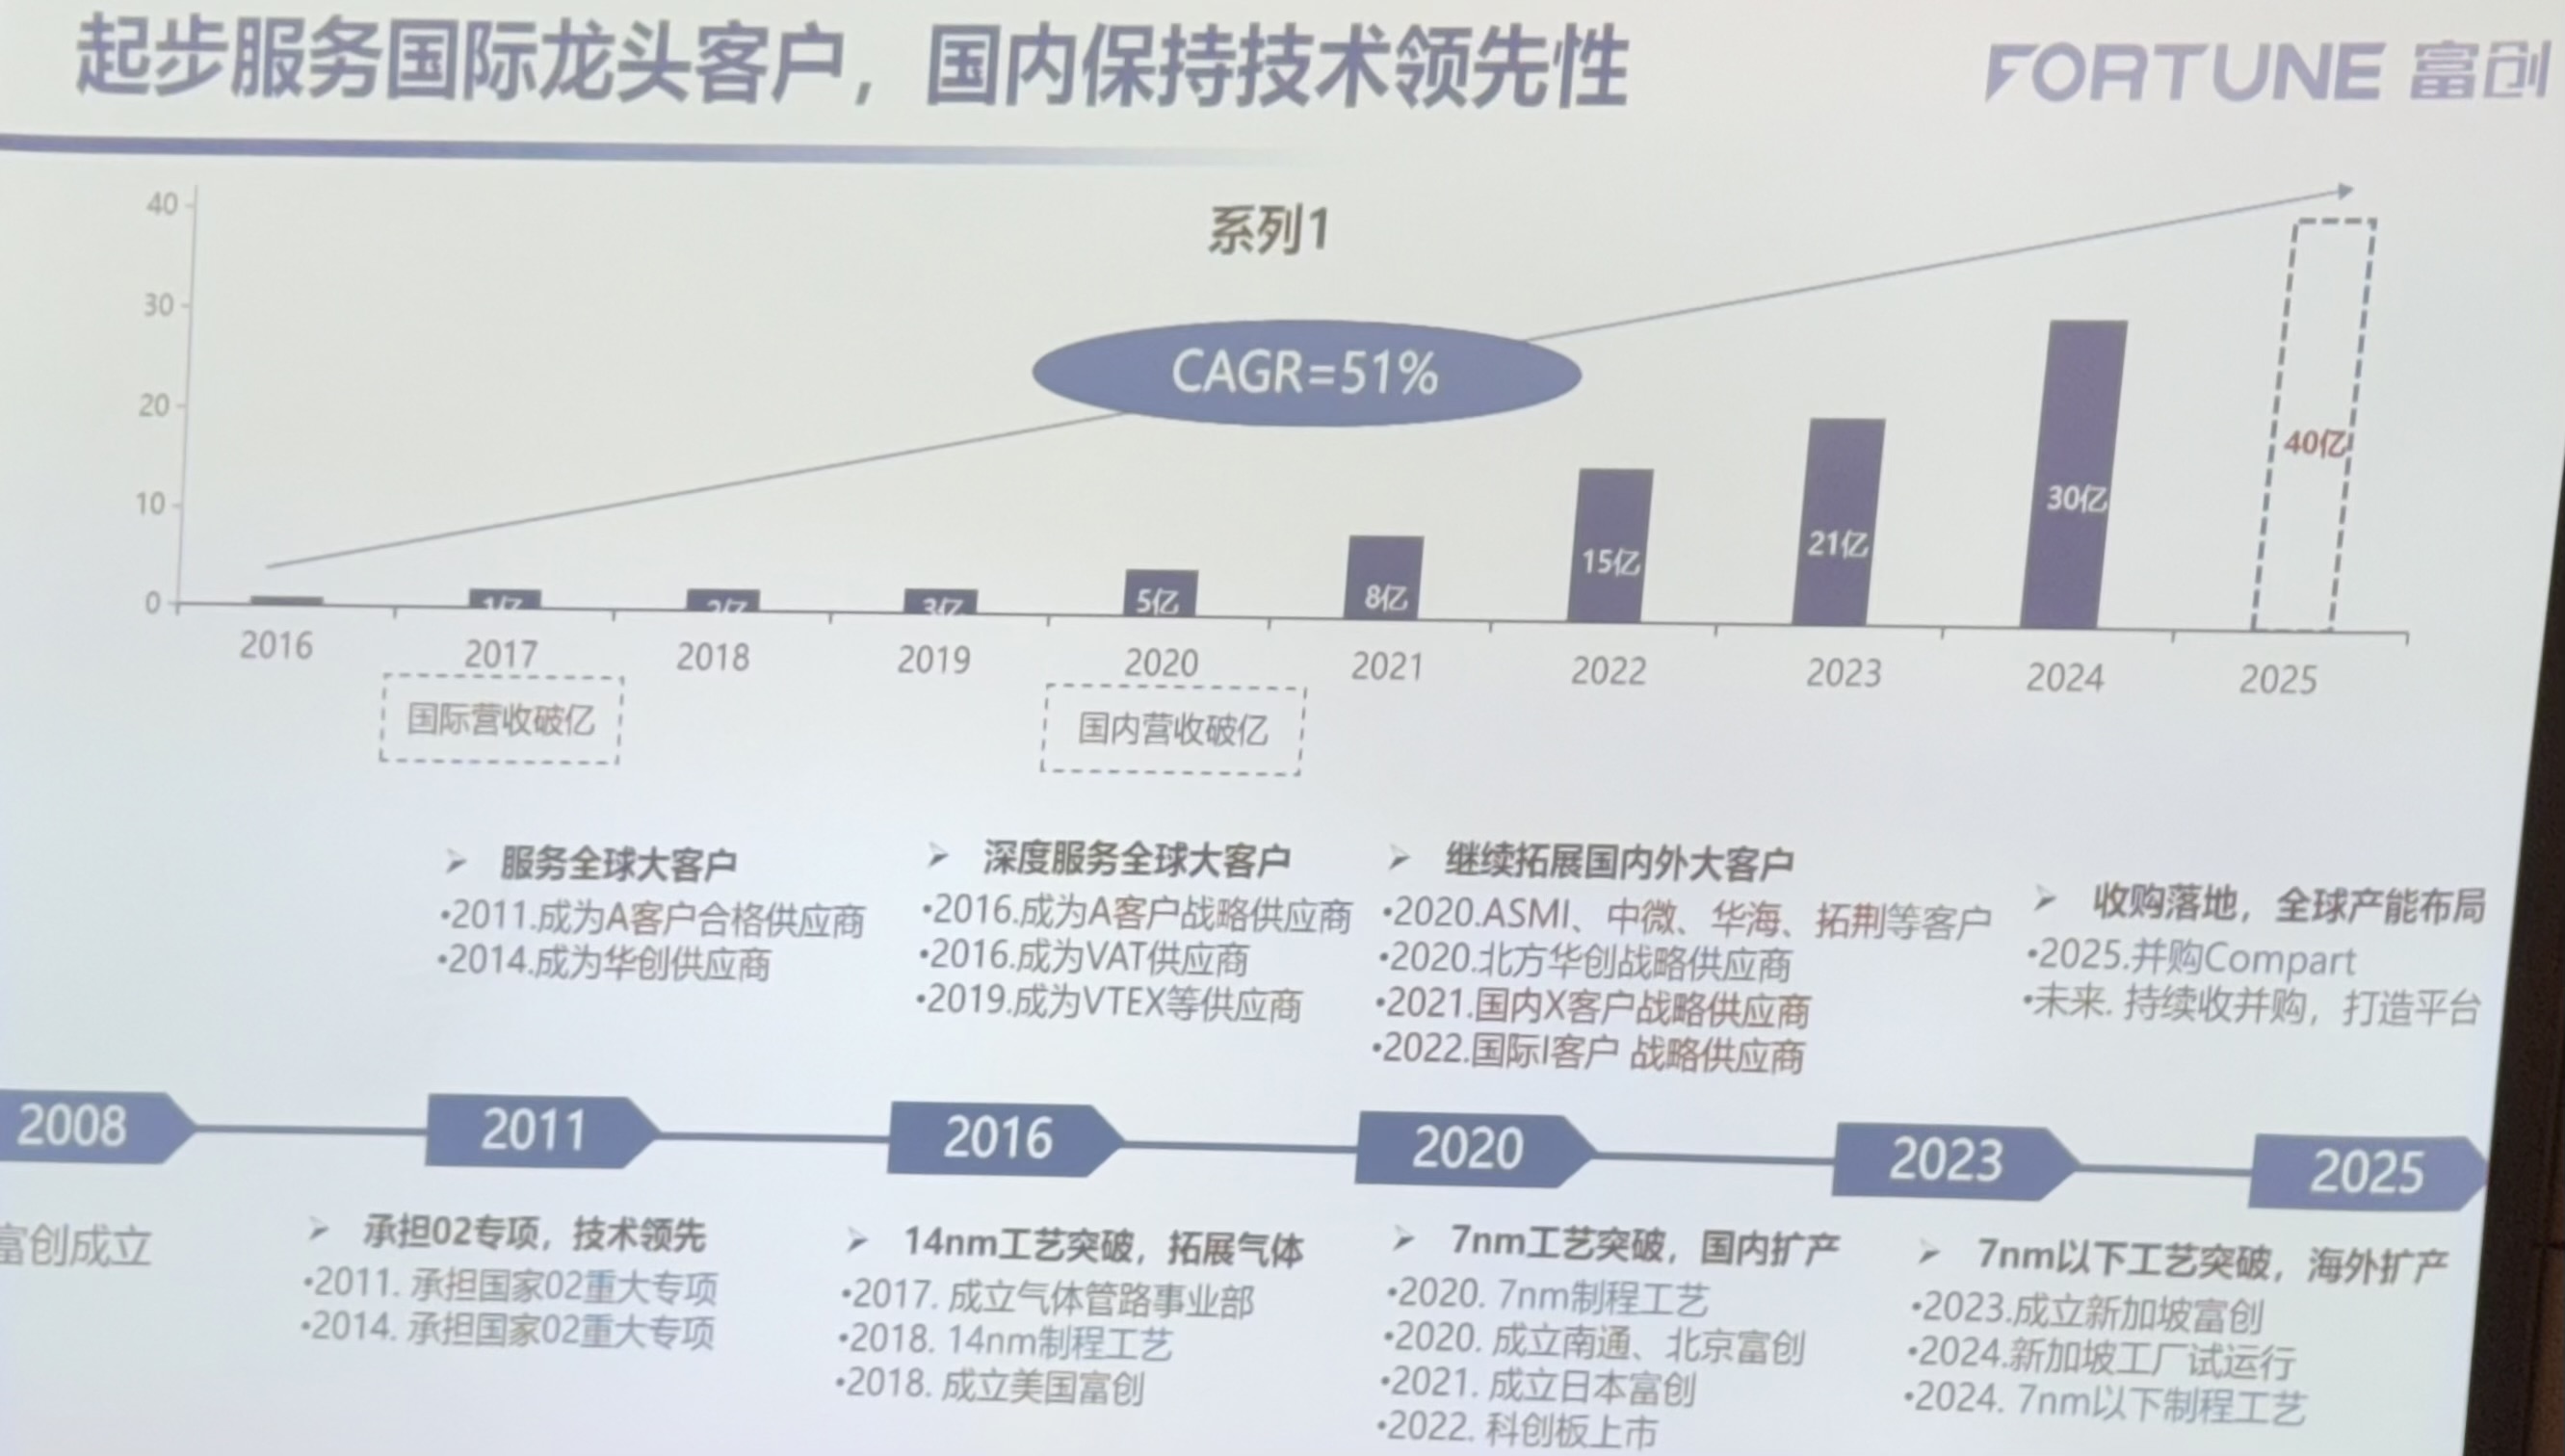 起步服务国际龙头客户，国内保持技术领先性
FORTUNE 富创
系列1
40
30
20
10
0
CAGR=51%
1亿
2亿
3亿
5亿
8亿
15亿
21亿
30亿
40亿
2016
2017
2018
2019
2020
2021
2022
2023
2024
2025
国际营收破亿
国内营收破亿
➢ 服务全球大客户
•2011.成为A客户合格供应商
•2014.成为华创供应商
➢ 深度服务全球大客户
•2016.成为A客户战略供应商
•2016.成为VAT供应商
•2019.成为VTEX等供应商
➢ 继续拓展国内外大客户
•2020.ASMI、中微、华海、拓荆等客户
•2020.北方华创战略供应商
•2021.国内X客户战略供应商
•2022.国际I客户 战略供应商
➢ 收购落地，全球产能布局
•2025.并购Compart
•未来. 持续收并购，打造平台
2008
2011
2016
2020
2023
2025
富创成立
➢ 承担02专项，技术领先
•2011. 承担国家02重大专项
•2014. 承担国家02重大专项
➢ 14nm工艺突破，拓展气体
•2017. 成立气体管路事业部
•2018. 14nm制程工艺
•2018. 成立美国富创
➢ 7nm工艺突破，国内扩产
•2020. 7nm制程工艺
•2020. 成立南通、北京富创
•2021. 成立日本富创
•2022. 科创板上市
➢ 7nm以下工艺突破，海外扩产
•2023.成立新加坡富创
•2024.新加坡工厂试运行
•2024. 7nm以下制程工艺